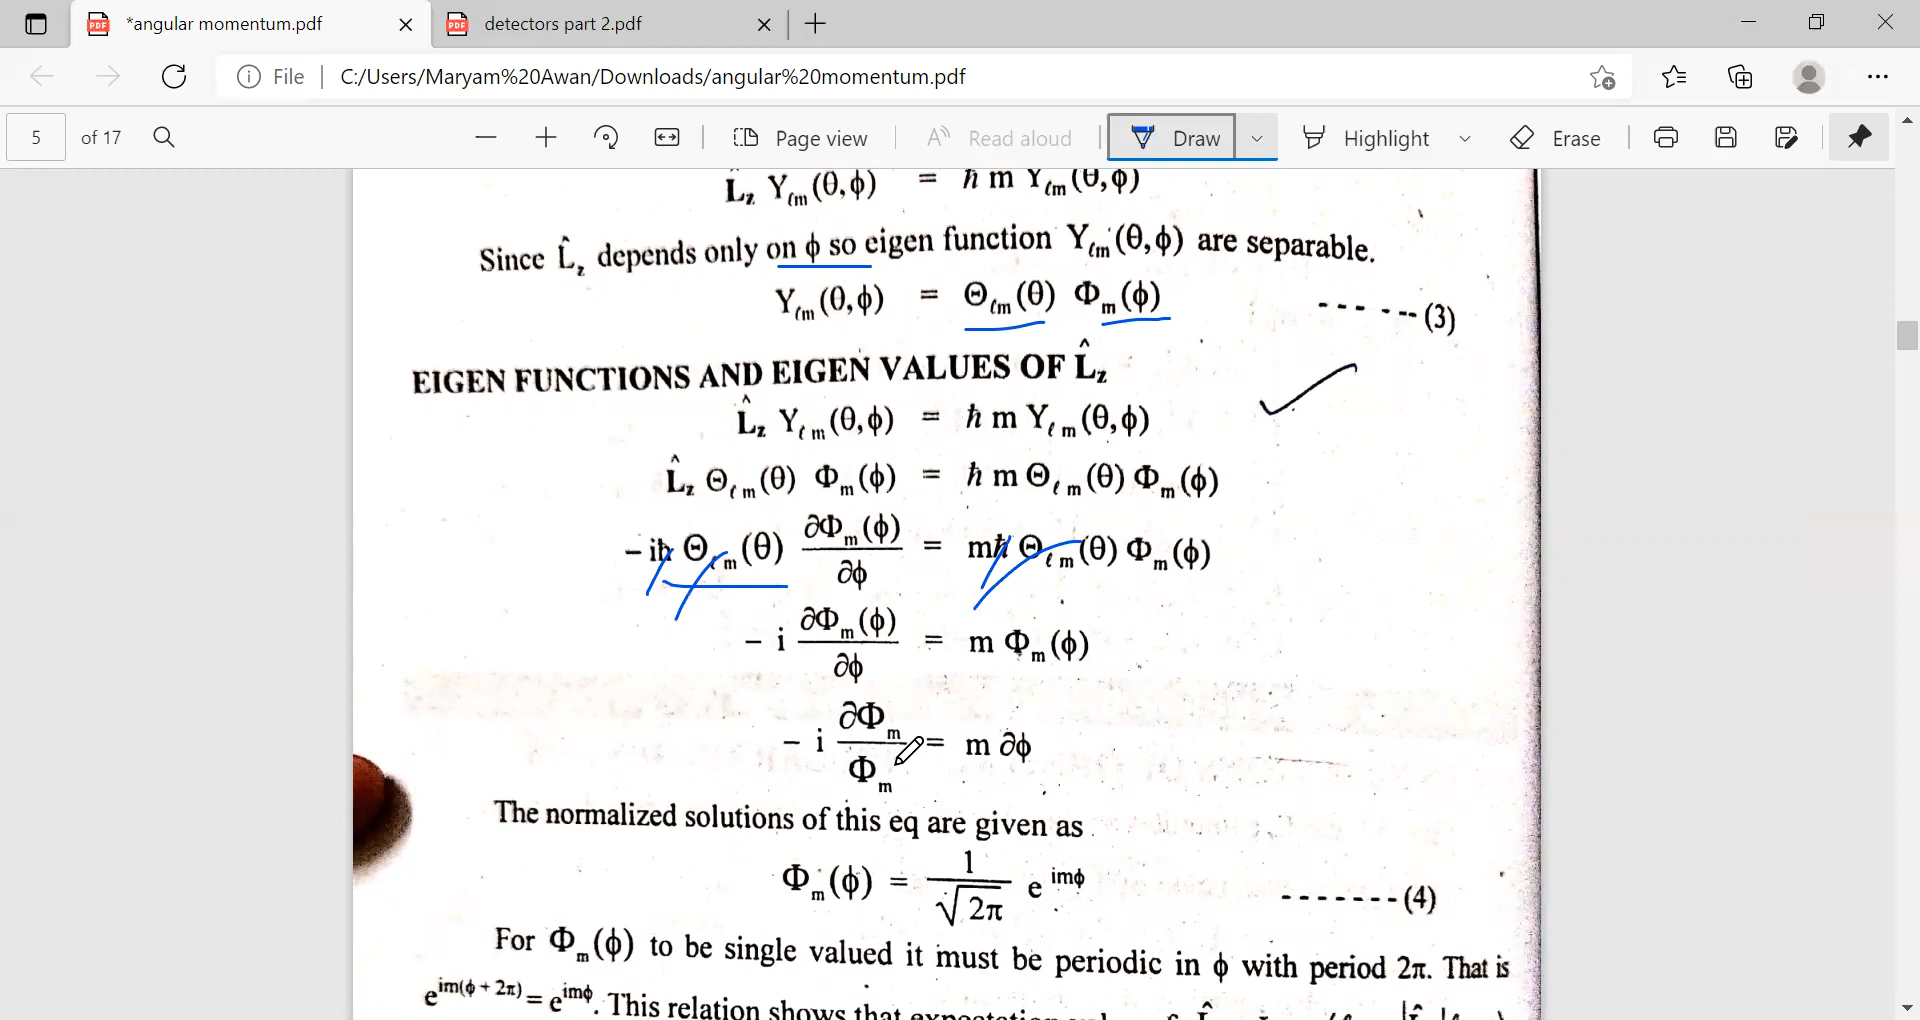 *angular momentum.pdf
detectors part 2.pdf
File
C:/Users/Maryam%20Awan/Downloads/angular%20momentum.pdf
5 of 17
Page view
Read aloud
Draw
Highlight
Erase
L̂z Yℓm (θ,ϕ) = ħ m Yℓm (θ,ϕ)
Since L̂z depends only on ϕ so eigen function Yℓm (θ,ϕ) are separable.
Yℓm (θ,ϕ) = Θℓm (θ) Φm (ϕ) - - - - - -- (3)
EIGEN FUNCTIONS AND EIGEN VALUES OF L̂z
L̂z Yℓm (θ,ϕ) = ħ m Yℓm (θ,ϕ)
L̂z Θℓm (θ) Φm (ϕ) = ħ m Θℓm (θ) Φm (ϕ)
- iħ Θℓm (θ) ∂Φm (ϕ) / ∂ϕ = mħ Θℓm (θ) Φm (ϕ)
- i ∂Φm (ϕ) / ∂ϕ = m Φm (ϕ)
- i ∂Φm / Φm = m ∂ϕ
The normalized solutions of this eq are given as
Φm (ϕ) = 1 / √2π e^imϕ - - - - - - - (4)
For Φm (ϕ) to be single valued it must be periodic in ϕ with period 2π. That is
e^im(ϕ + 2π) = e^imϕ. This relation shows that